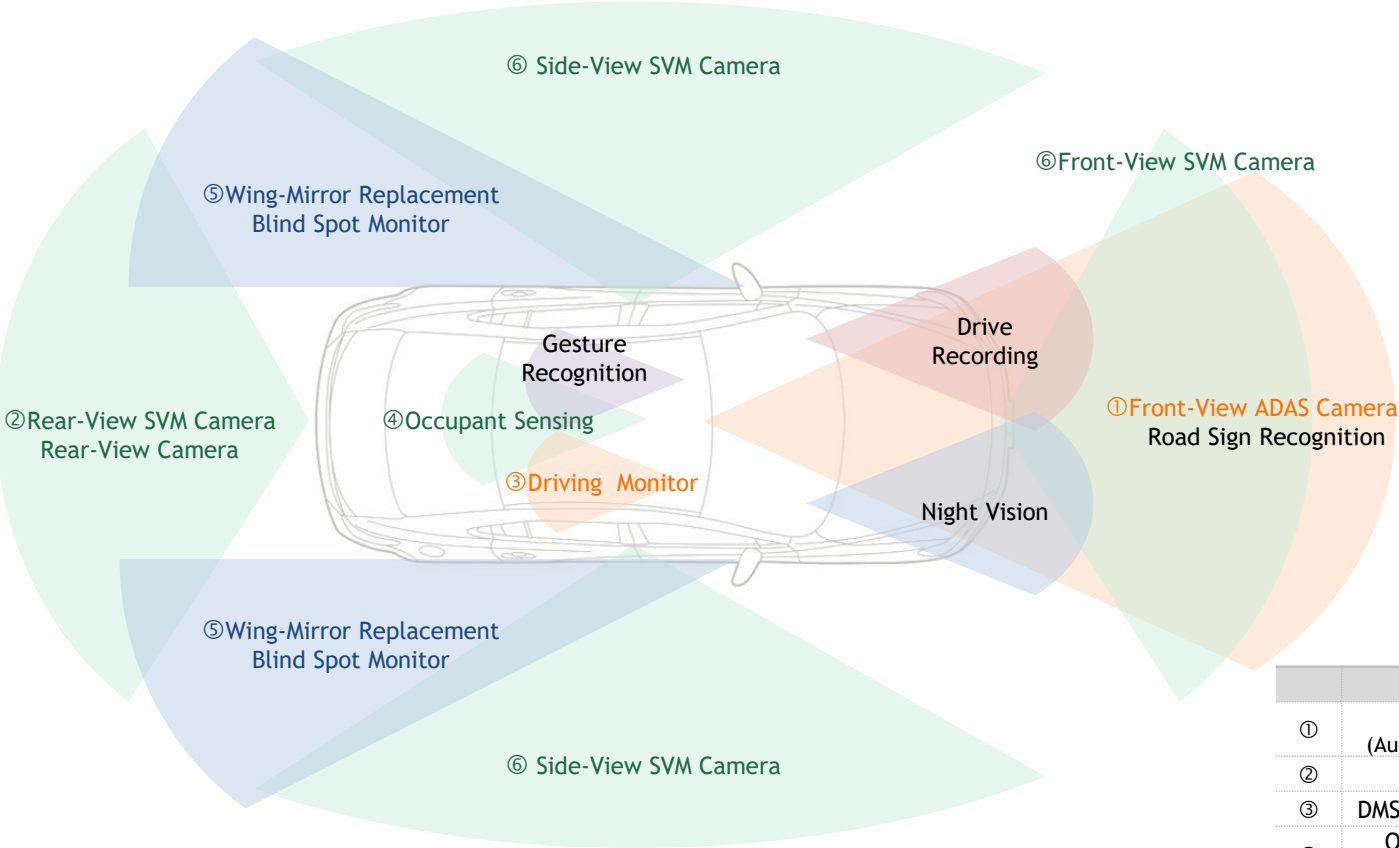 ⑥ Side-View SVM Camera
⑥Front-View SVM Camera
⑤Wing-Mirror Replacement
Blind Spot Monitor
Drive
Recording
Gesture
Recognition
②Rear-View SVM Camera
Rear-View Camera
④Occupant Sensing
①Front-View ADAS Camera
Road Sign Recognition
③Driving Monitor
Night Vision
⑤Wing-Mirror Replacement
Blind Spot Monitor
⑥ Side-View SVM Camera
①
(Au
②
③ DMS
O